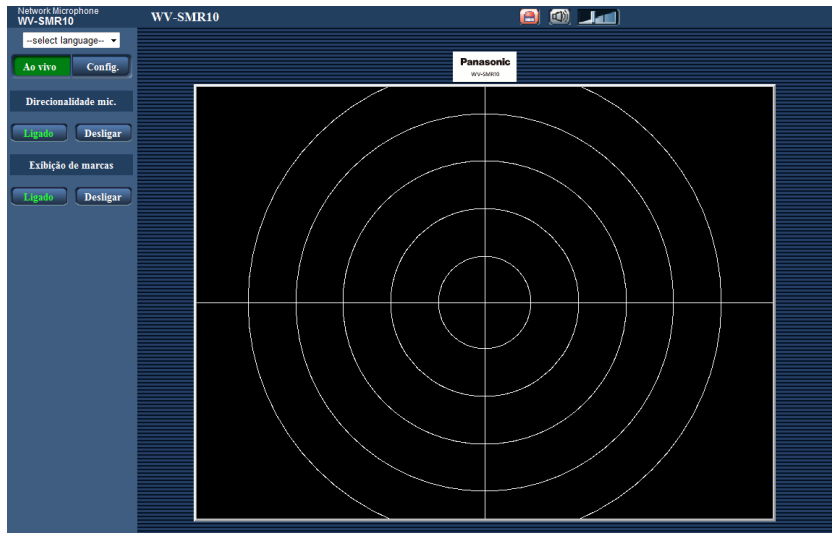 Network Microphone
WV-SMR10
WV-SMR10
--select language--
Ao vivo Config.
Panasonic
WV-SMR10
Direcionalidade mic.
Ligado Desligar
Exibição de marcas
Ligado Desligar